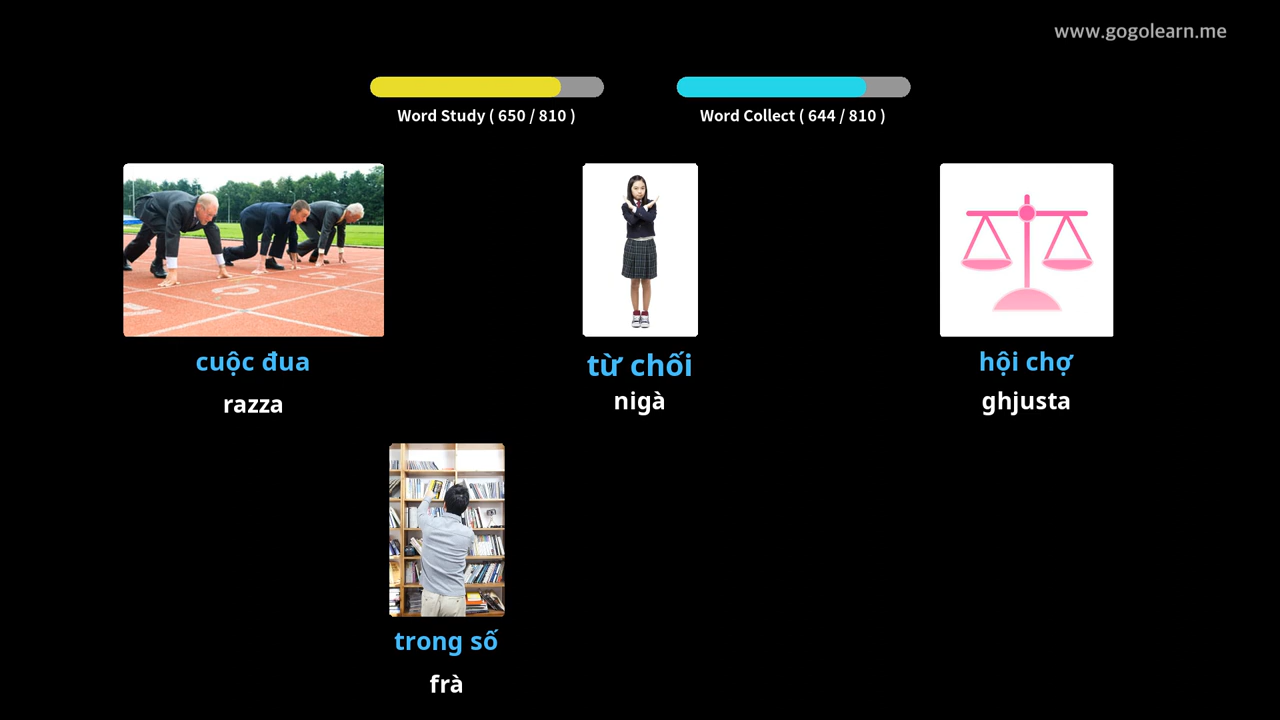 www.gogolearn.me
Word Study ( 650 / 810 )
Word Collect ( 644 / 810 )
cuộc đua
razza
từ chối
nigà
hội chợ
ghjusta
trong số
frà